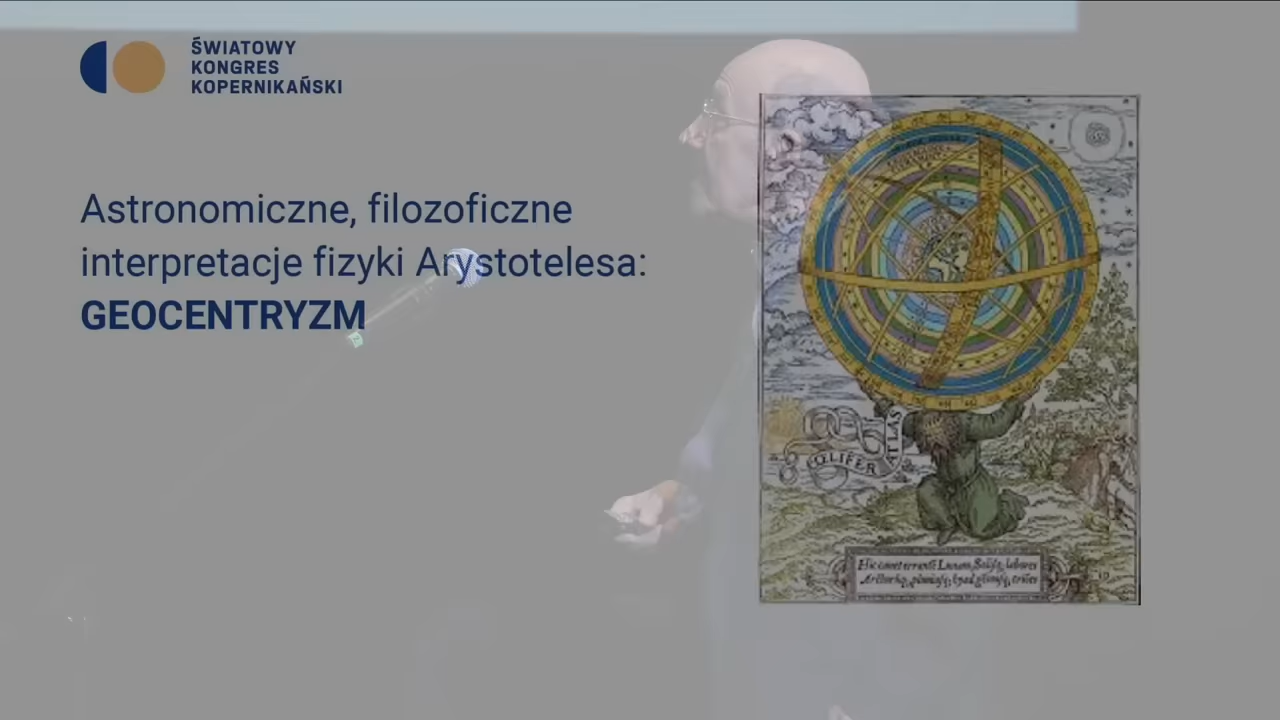 ŚWIATOWY
KONGRES
KOPERNIKAŃSKI
Astronomiczne, filozoficzne
interpretacje fizyki Arystotelesa:
GEOCENTRYZM
ATLAS